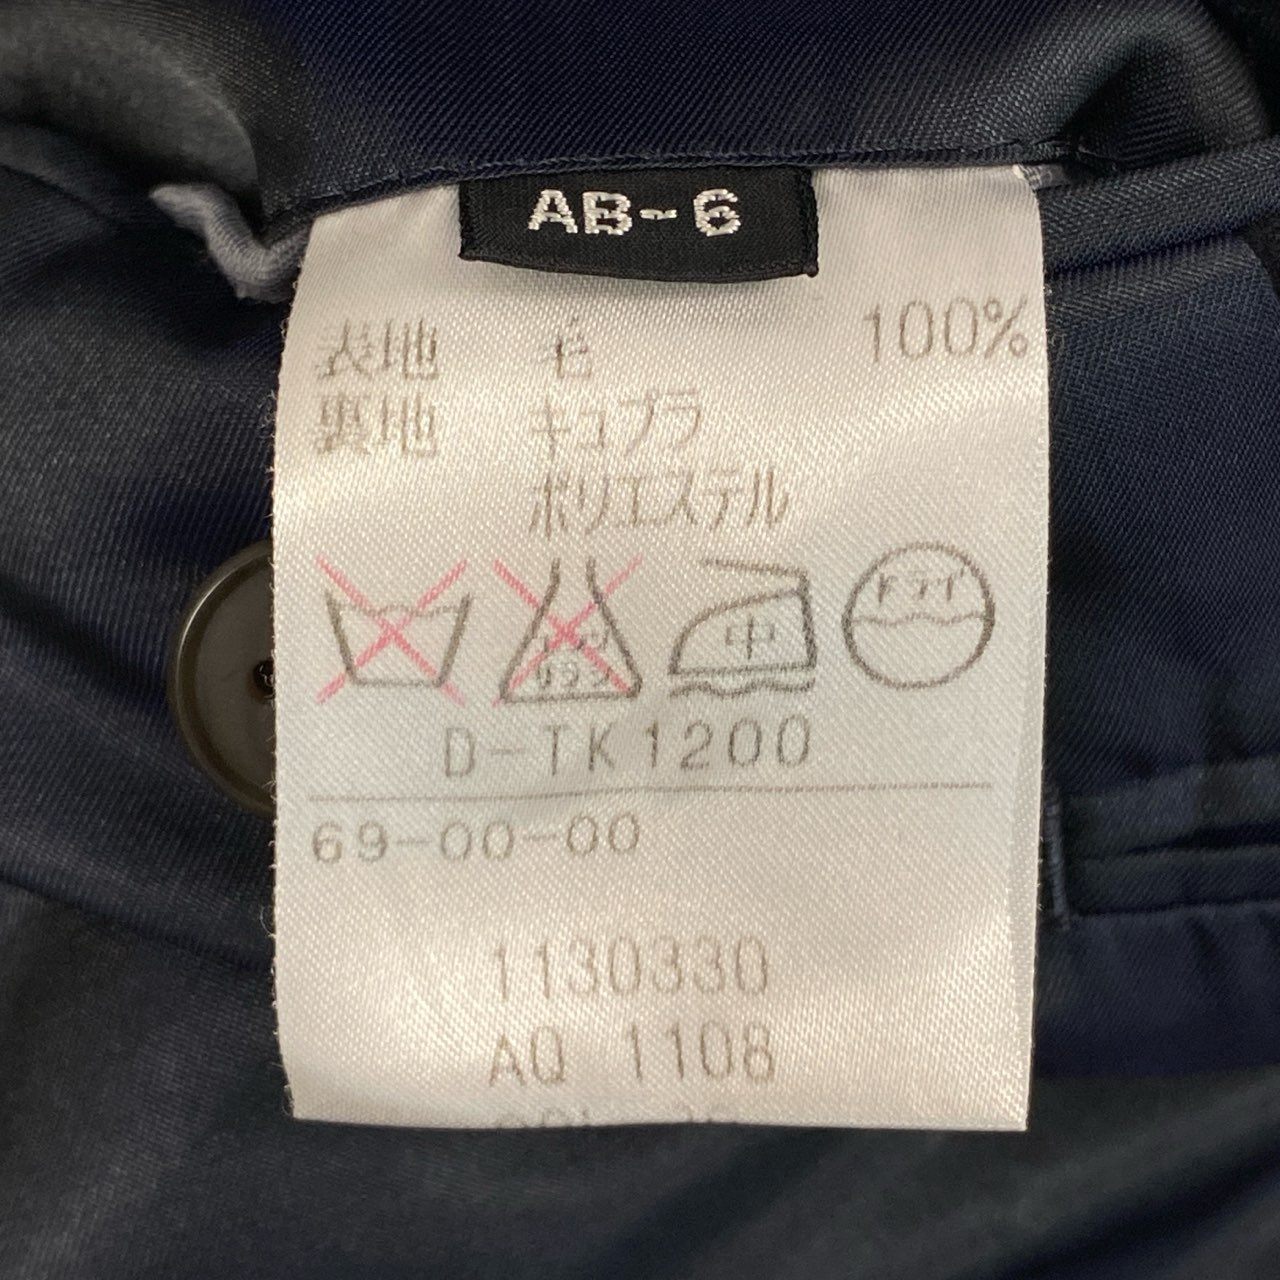 AB-6
表地 毛 100%
裏地 キュプラ
ポリエステル
中 ドライ
D-TK1200
69-00-00
1130330
AQ 1108